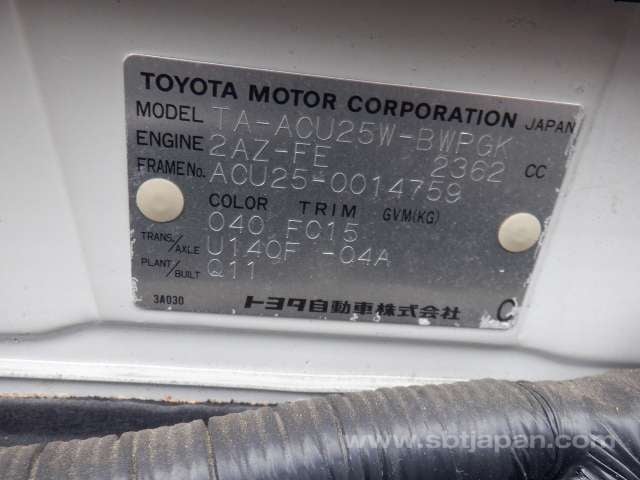 TOYOTA MOTOR CORPORATION JAPAN
MODEL TA-ACU25W-BWPGK
ENGINE 2AZ-FE 2362 CC
FRAME No. ACU25-0014759
COLOR TRIM GVM(KG)
040 FC15
TRANS./AXLE U140F -04A
PLANT/BUILT Q11
3A030 トヨタ自動車株式会社 C
www.sbtjapan.com